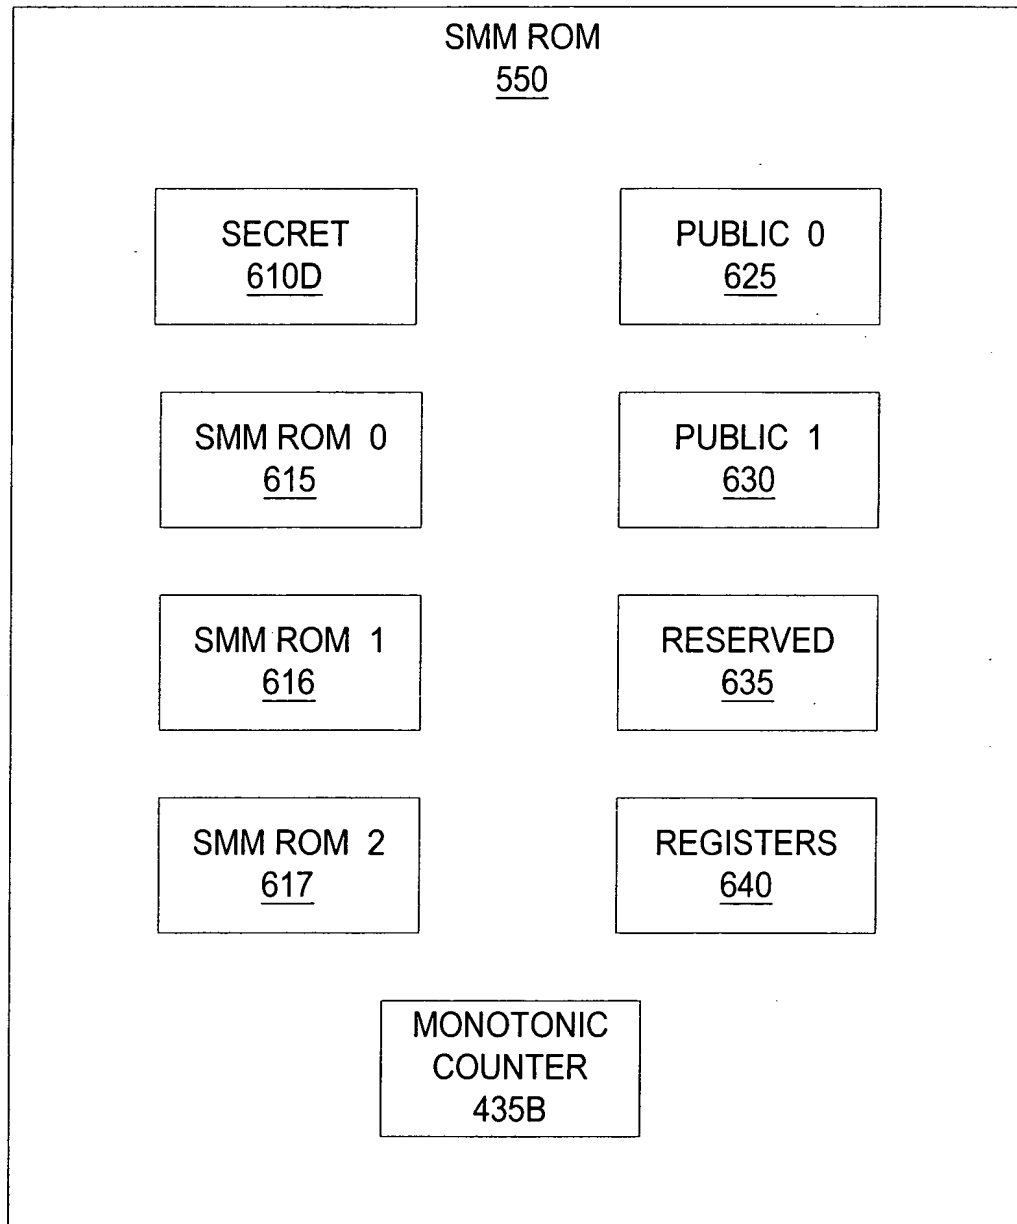 SMM ROM
550
SECRET
610D
PUBLIC 0
625
SMM ROM 0
615
PUBLIC 1
630
SMM ROM 1
616
RESERVED
635
SMM ROM 2
617
REGISTERS
640
MONOTONIC
COUNTER
435B